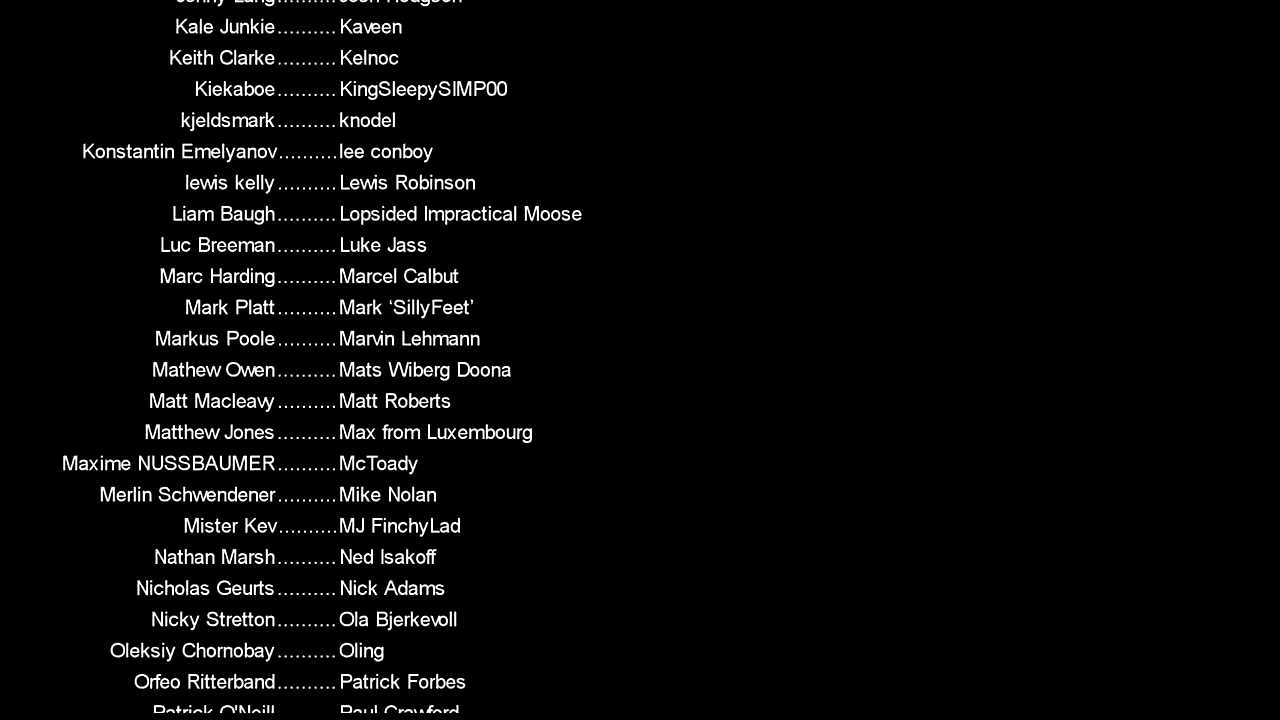 Kale Junkie..........Kaveen
Keith Clarke..........Kelnoc
Kiekaboe..........KingSleepySIMP00
kjeldsmark..........knodel
Konstantin Emelyanov..........lee conboy
lewis kelly..........Lewis Robinson
Liam Baugh..........Lopsided Impractical Moose
Luc Breeman..........Luke Jass
Marc Harding..........Marcel Calbut
Mark Platt..........Mark ‘SillyFeet’
Markus Poole..........Marvin Lehmann
Mathew Owen..........Mats Wiberg Doona
Matt Macleavy..........Matt Roberts
Matthew Jones..........Max from Luxembourg
Maxime NUSSBAUMER..........McToady
Merlin Schwendener..........Mike Nolan
Mister Kev..........MJ FinchyLad
Nathan Marsh..........Ned Isakoff
Nicholas Geurts..........Nick Adams
Nicky Stretton..........Ola Bjerkevoll
Oleksiy Chornobay..........Oling
Orfeo Ritterband..........Patrick Forbes
Patrick O'Neill..........Paul Crawford